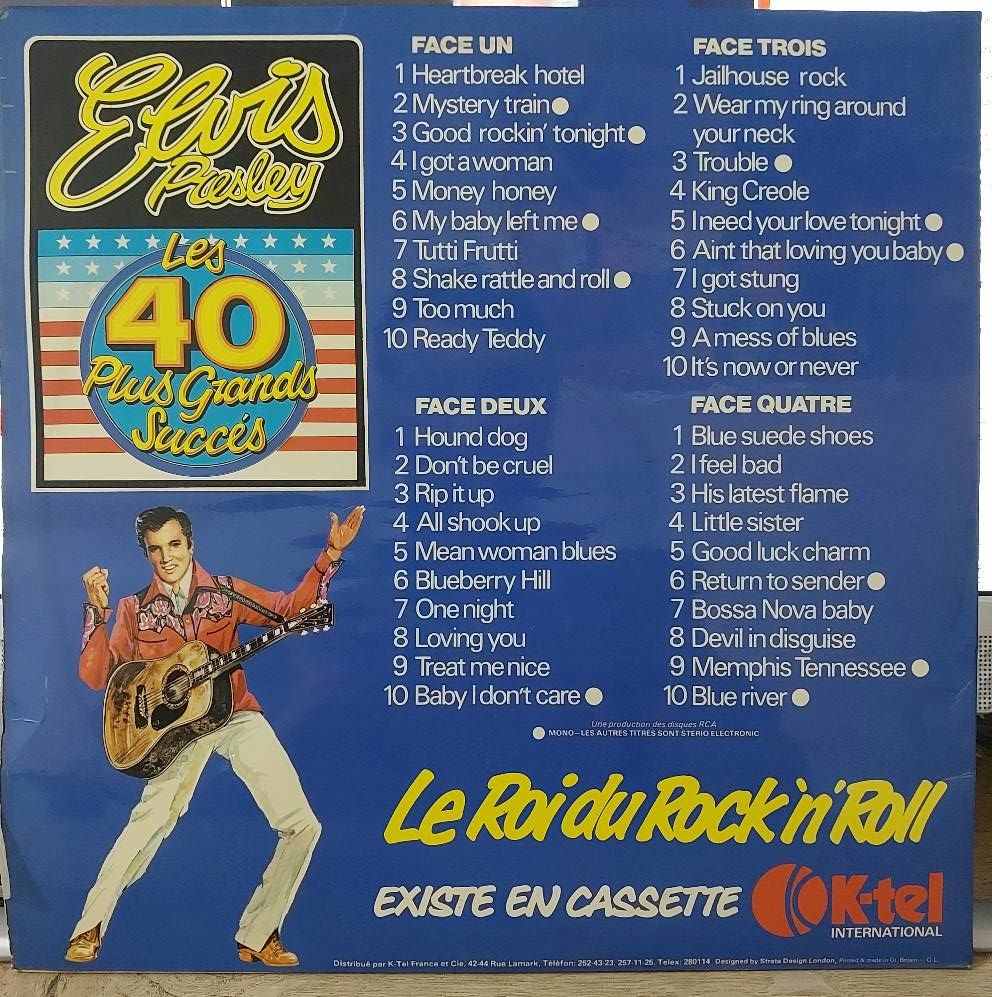 Elvis
Presley
Les
40
Plus Grands
Succés
FACE UN
1 Heartbreak hotel
2 Mystery train●
3 Good rockin' tonight●
4 I got a woman
5 Money honey
6 My baby left me ●
7 Tutti Frutti
8 Shake rattle and roll ●
9 Too much
10 Ready Teddy
FACE DEUX
1 Hound dog
2 Don't be cruel
3 Rip it up
4 All shook up
5 Mean woman blues
6 Blueberry Hill
7 One night
8 Loving you
9 Treat me nice
10 Baby I don't care ●
FACE TROIS
1 Jailhouse rock
2 Wear my ring around
your neck
3 Trouble ●
4 King Creole
5 I need your love tonight ●
6 Aint that loving you baby ●
7 I got stung
8 Stuck on you
9 A mess of blues
10 It's now or never
FACE QUATRE
1 Blue suede shoes
2 I feel bad
3 His latest flame
4 Little sister
5 Good luck charm
6 Return to sender ●
7 Bossa Nova baby
8 Devil in disguise
9 Memphis Tennessee ●
10 Blue river ●
Une production des disques RCA
● MONO—LES AUTRES TITRES SONT STERIO ELECTRONIC
Le Roi du Rock 'n' Roll
EXISTE EN CASSETTE
K-tel
INTERNATIONAL
Distribué par K-Tel France et Cie, 42-44 Rue Lamark, Téléfon: 252-43-23, 257-11-26, Telex: 280114 Designed by Strata Design London, Printed & made in Gt. Britain — G.L.